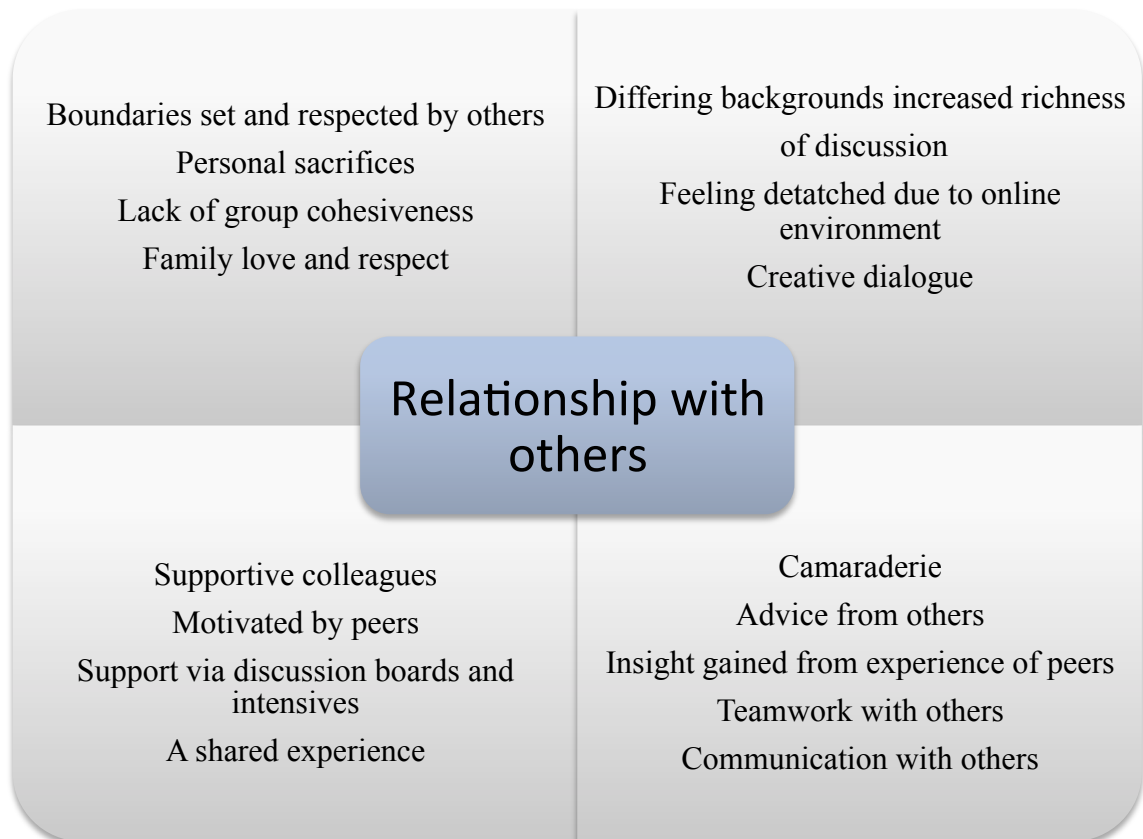 Boundaries set and respected by others
Personal sacrifices
Lack of group cohesiveness
Family love and respect
Differing backgrounds increased richness
of discussion
Feeling detatched due to online
environment
Creative dialogue
Relationship with
others
Supportive colleagues
Motivated by peers
Support via discussion boards and
intensives
A shared experience
Camaraderie
Advice from others
Insight gained from experience of peers
Teamwork with others
Communication with others